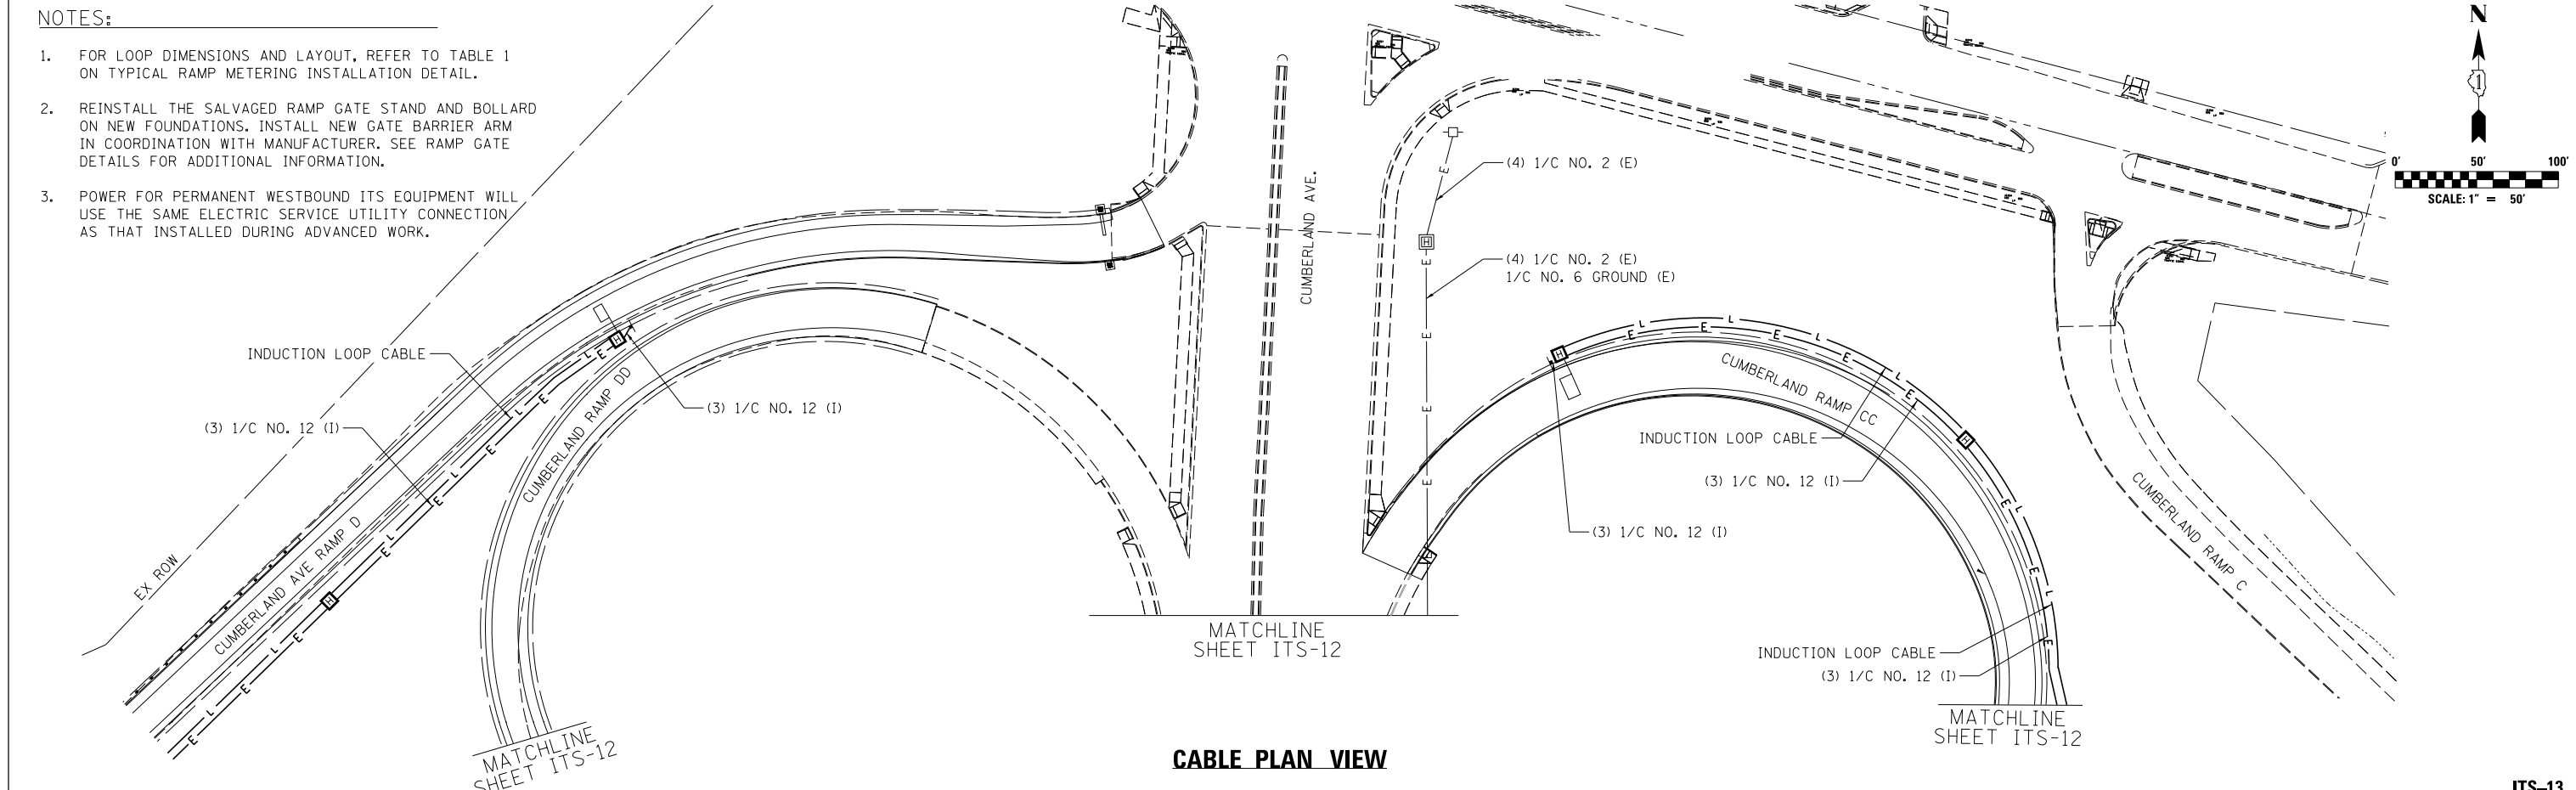 NOTES:
1. FOR LOOP DIMENSIONS AND LAYOUT, REFER TO TABLE 1
ON TYPICAL RAMP METERING INSTALLATION DETAIL.
2. REINSTALL THE SALVAGED RAMP GATE STAND AND BOLLARD
ON NEW FOUNDATIONS. INSTALL NEW GATE BARRIER ARM
IN COORDINATION WITH MANUFACTURER. SEE RAMP GATE
DETAILS FOR ADDITIONAL INFORMATION.
3. POWER FOR PERMANENT WESTBOUND ITS EQUIPMENT WILL
USE THE SAME ELECTRIC SERVICE UTILITY CONNECTION
AS THAT INSTALLED DURING ADVANCED WORK.
N
1
0' 50' 100'
SCALE: 1" = 50'
CUMBERLAND AVE.
(4) 1/C NO. 2 (E)
(4) 1/C NO. 2 (E)
1/C NO. 6 GROUND (E)
INDUCTION LOOP CABLE
(3) 1/C NO. 12 (I)
(3) 1/C NO. 12 (I)
CUMBERLAND RAMP DD
CUMBERLAND AVE RAMP D
EX ROW
CUMBERLAND RAMP CC
INDUCTION LOOP CABLE
(3) 1/C NO. 12 (I)
(3) 1/C NO. 12 (I)
CUMBERLAND RAMP C
INDUCTION LOOP CABLE
(3) 1/C NO. 12 (I)
MATCHLINE
SHEET ITS-12
MATCHLINE
SHEET ITS-12
MATCHLINE
SHEET ITS-12
CABLE PLAN VIEW
ITS-13